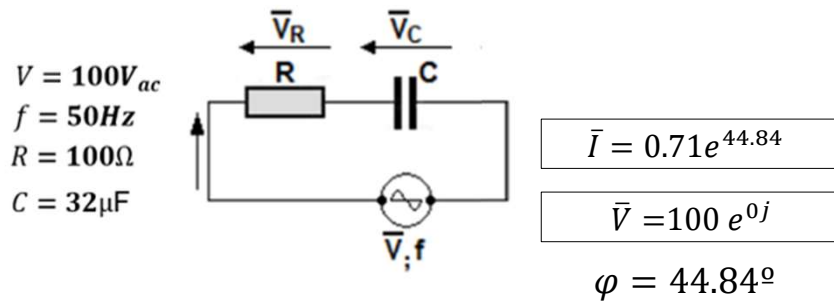 V = 100V_ac
f = 50Hz
R = 100Ω
C = 32μF
V̅_R V̅_C
R C
V̅ ; f
I̅ = 0.71e^44.84
V̅ =100 e^0j
φ = 44.84º